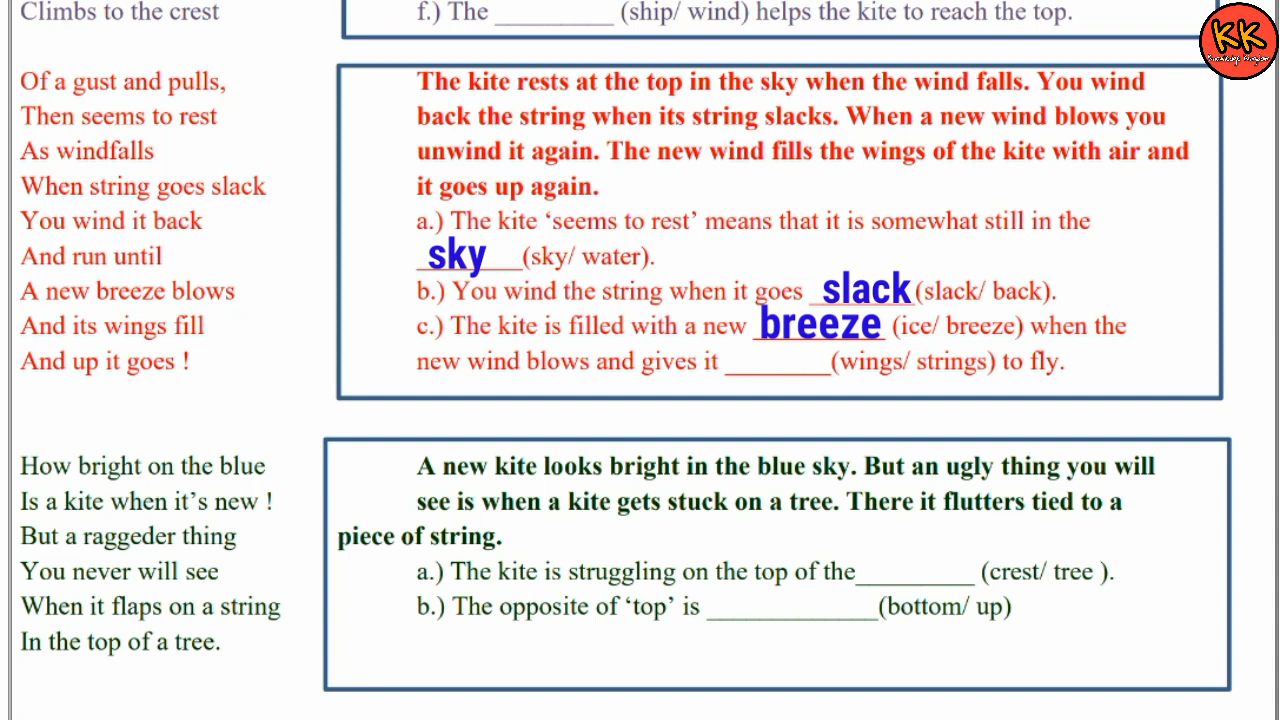 Climbs to the crest
f.) The _________ (ship/ wind) helps the kite to reach the top.
KK
Of a gust and pulls,
Then seems to rest
As windfalls
When string goes slack
You wind it back
And run until
A new breeze blows
And its wings fill
And up it goes !
The kite rests at the top in the sky when the wind falls. You wind
back the string when its string slacks. When a new wind blows you
unwind it again. The new wind fills the wings of the kite with air and
it goes up again.
a.) The kite ‘seems to rest’ means that it is somewhat still in the
sky (sky/ water).
b.) You wind the string when it goes slack (slack/ back).
c.) The kite is filled with a new breeze (ice/ breeze) when the
new wind blows and gives it ________(wings/ strings) to fly.
How bright on the blue
Is a kite when it’s new !
But a raggeder thing
You never will see
When it flaps on a string
In the top of a tree.
A new kite looks bright in the blue sky. But an ugly thing you will
see is when a kite gets stuck on a tree. There it flutters tied to a
piece of string.
a.) The kite is struggling on the top of the_________ (crest/ tree ).
b.) The opposite of ‘top’ is _____________(bottom/ up)